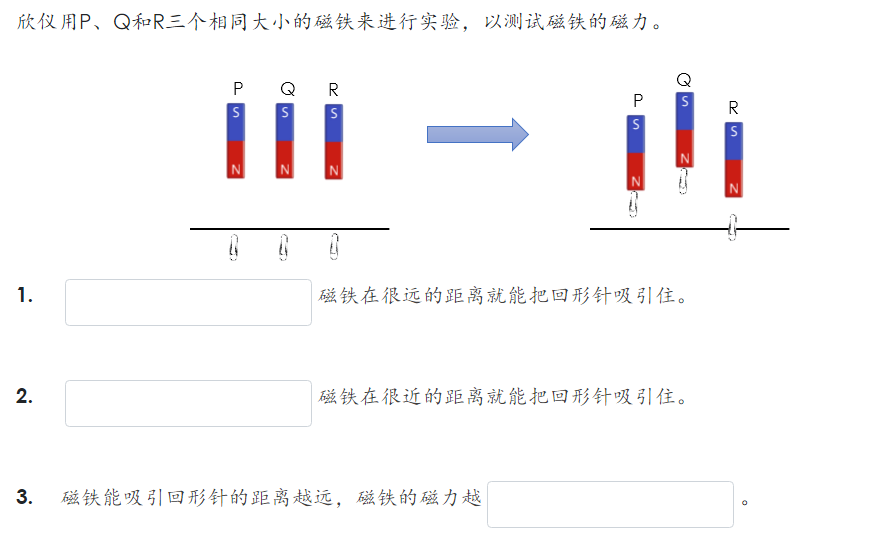 欣仪用P、Q和R三个相同大小的磁铁来进行实验，以测试磁铁的磁力。
P Q R
S S S
N N N
P Q R
S S S
N N N
1. 磁铁在很远的距离就能把回形针吸引住。
2. 磁铁在很近的距离就能把回形针吸引住。
3. 磁铁能吸引回形针的距离越远，磁铁的磁力越 。